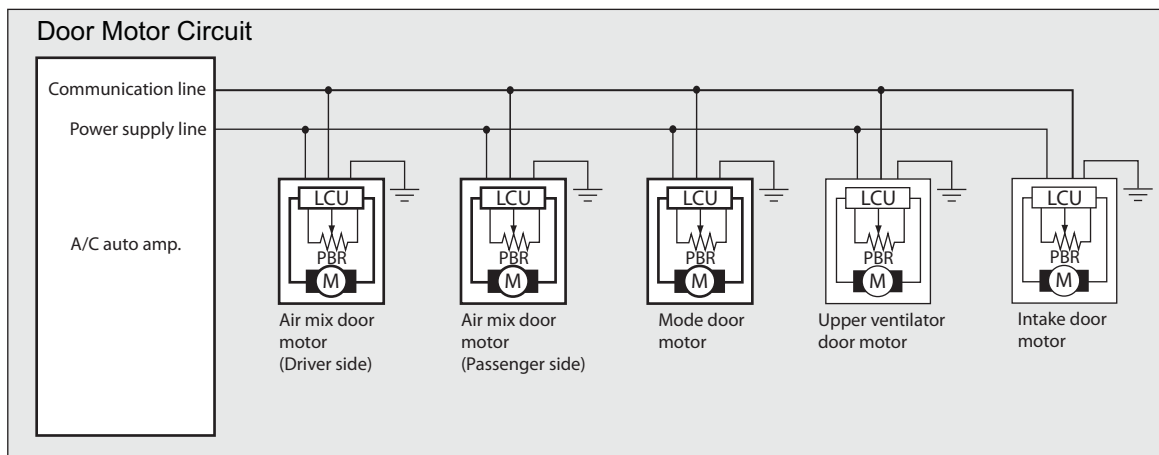 Door Motor Circuit
Communication line
Power supply line
A/C auto amp.
LCU
PBR
M
Air mix door
motor
(Driver side)
LCU
PBR
M
Air mix door
motor
(Passenger side)
LCU
PBR
M
Mode door
motor
LCU
PBR
M
Upper ventilator
door motor
LCU
PBR
M
Intake door
motor